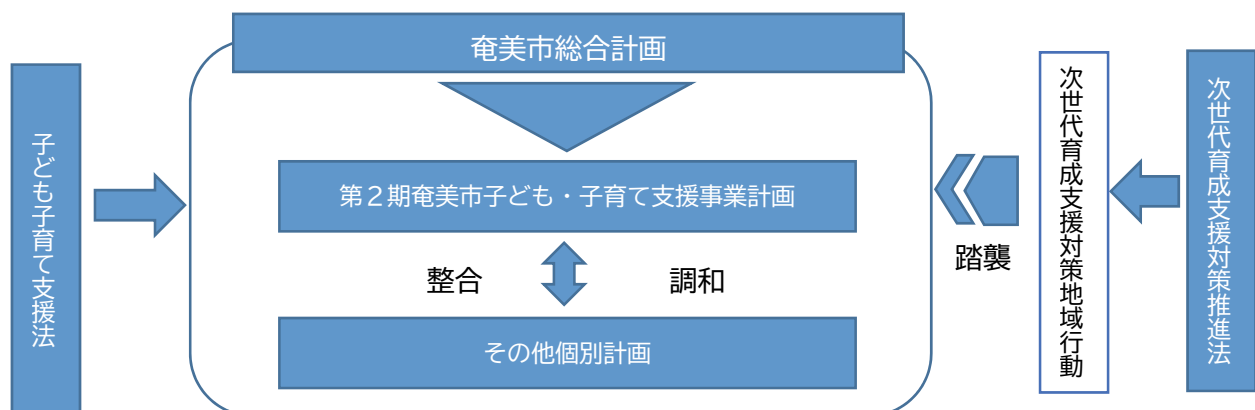 奄美市総合計画
子ども子育て支援法
第２期奄美市子ども・子育て支援事業計画
整合
調和
その他個別計画
踏襲
次世代育成支援対策地域行動
次世代育成支援対策推進法